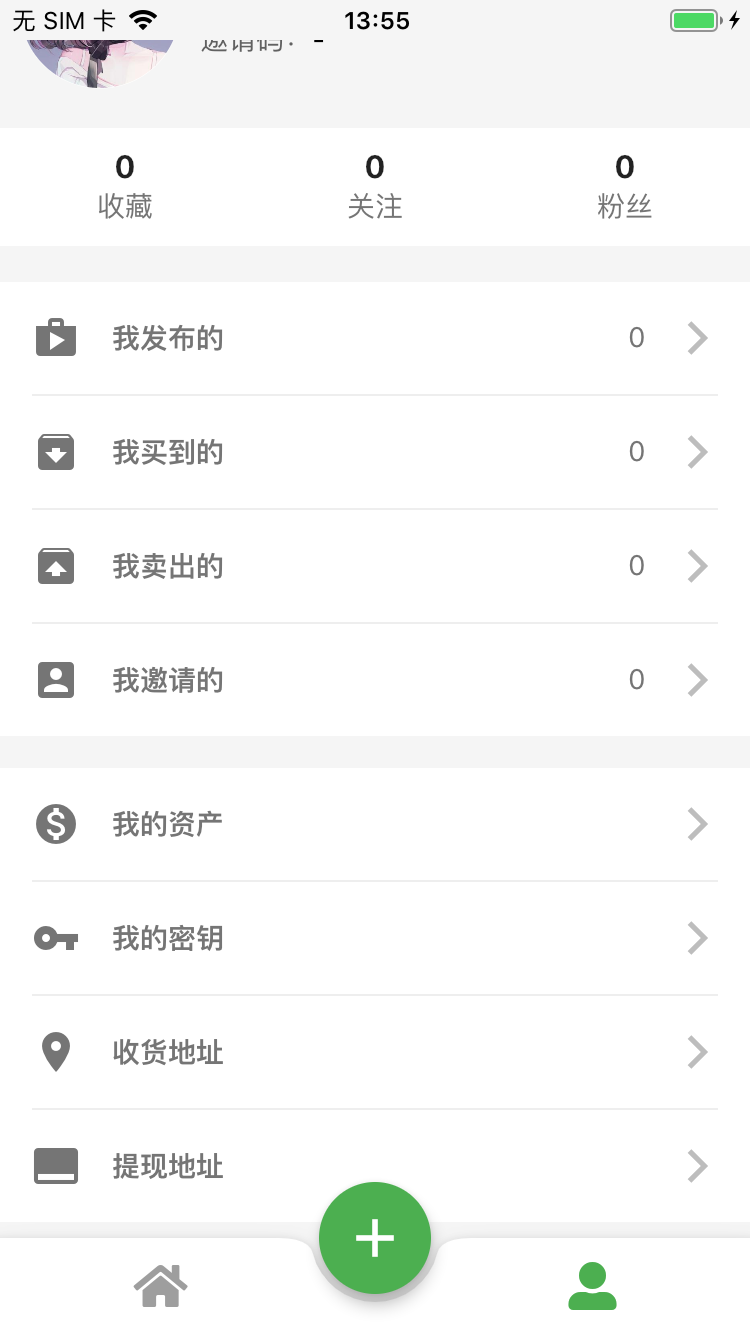 无 SIM 卡 13:55
邀请码： -
0 0 0
收藏 关注 粉丝
我发布的 0
我买到的 0
我卖出的 0
我邀请的 0
我的资产
我的密钥
收货地址
提现地址